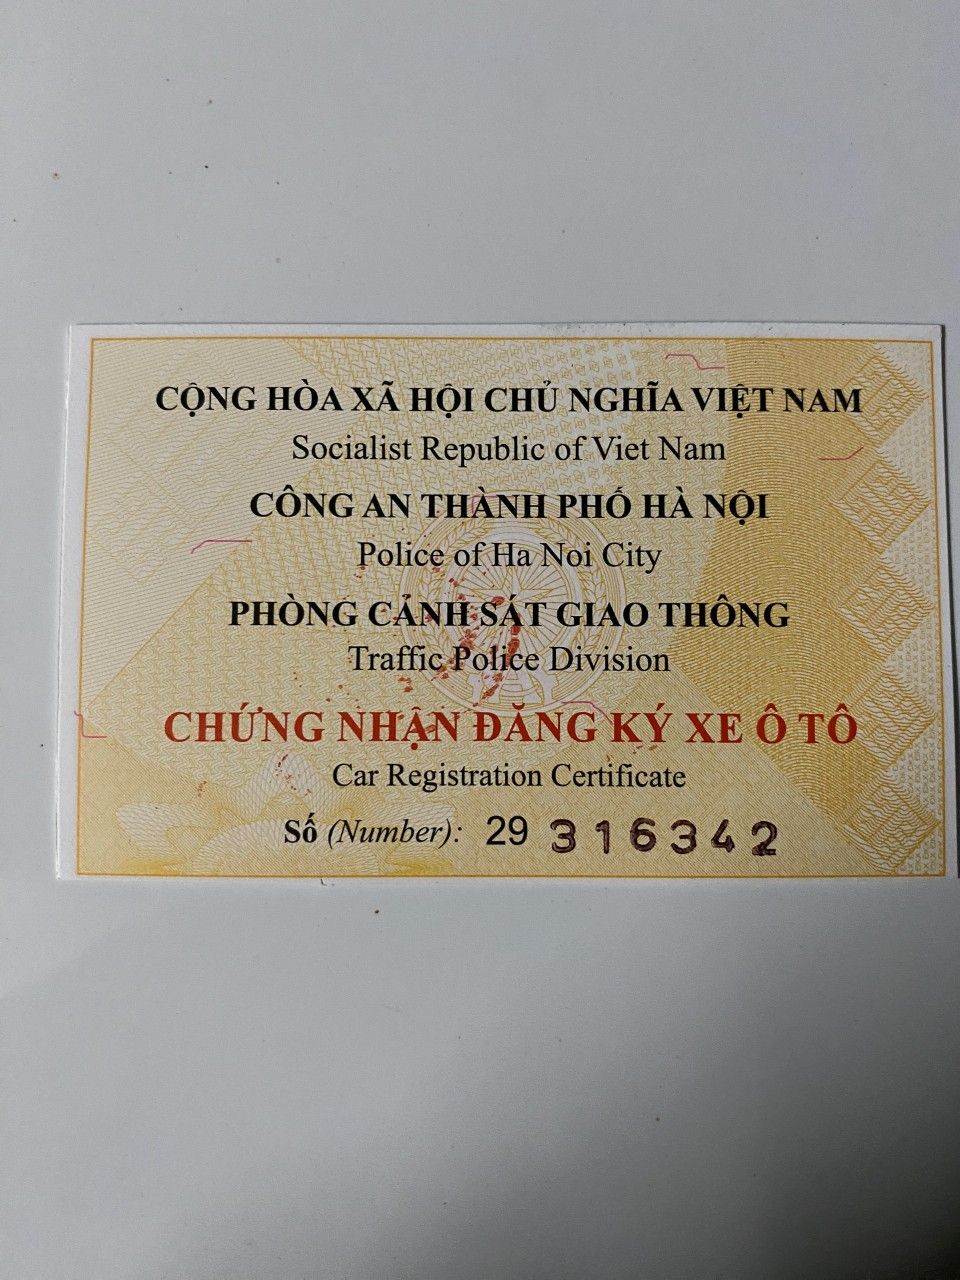 CỘNG HÒA XÃ HỘI CHỦ NGHĨA VIỆT NAM
Socialist Republic of Viet Nam
CÔNG AN THÀNH PHỐ HÀ NỘI
Police of Ha Noi City
PHÒNG CẢNH SÁT GIAO THÔNG
Traffic Police Division
CHỨNG NHẬN ĐĂNG KÝ XE Ô TÔ
Car Registration Certificate
Số (Number): 29 316342